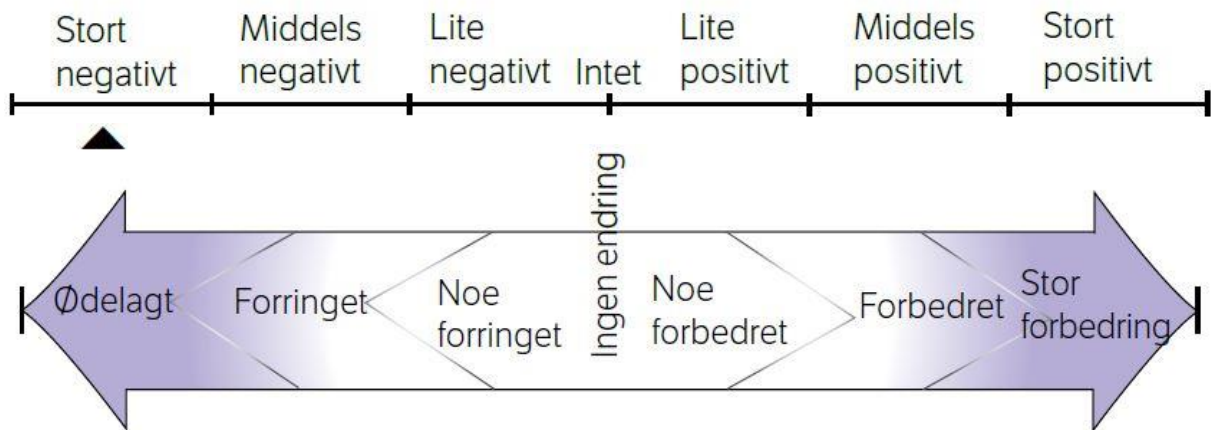 Stort
negativt
Middels
negativt
Lite
negativt
Intet
Lite
positivt
Middels
positivt
Stort
positivt
Ingen endring
Ødelagt
Forringet
Noe
forringet
Noe
forbedret
Forbedret
Stor
forbedring